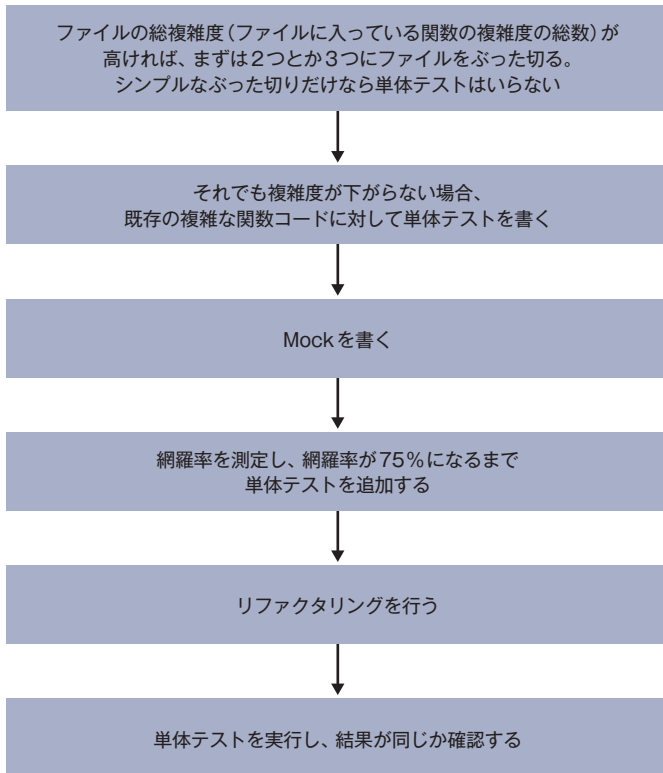 ファイルの総複雑度（ファイルに入っている関数の複雑度の総数）が
高ければ、まずは２つとか３つにファイルをぶった切る。
シンプルなぶった切りだけなら単体テストはいらない
それでも複雑度が下がらない場合、
既存の複雑な関数コードに対して単体テストを書く
Mockを書く
網羅率を測定し、網羅率が75％になるまで
単体テストを追加する
リファクタリングを行う
単体テストを実行し、結果が同じか確認する